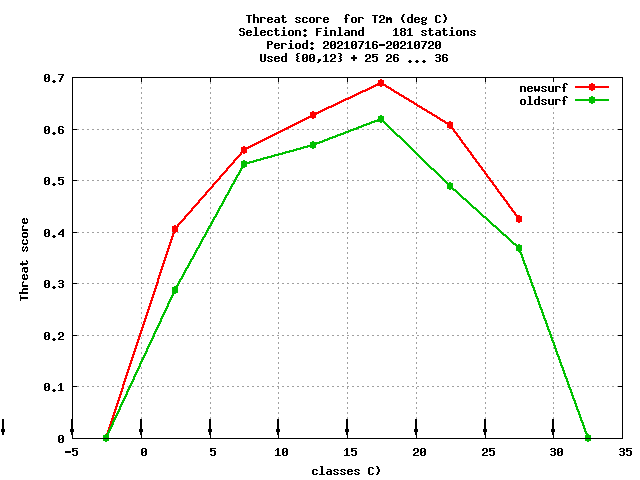 Threat score  for T2m (deg C)
Selection: Finland    181 stations
Period: 20210716-20210720
Used {00,12} + 25 26 ... 36
newsurf
oldsurf
0.7
0.6
0.5
0.4
0.3
0.2
0.1
0
Threat score
-5 0 5 10 15 20 25 30 35
classes C)